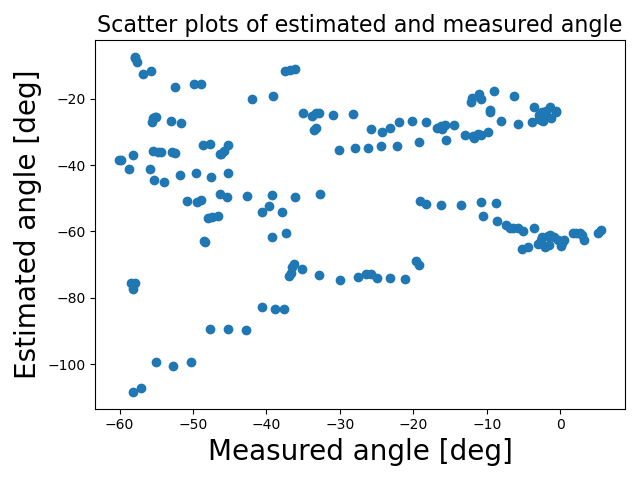 Scatter plots of estimated and measured angle
Estimated angle [deg]
−20
−40
−60
−80
−100
−60 −50 −40 −30 −20 −10 0
Measured angle [deg]